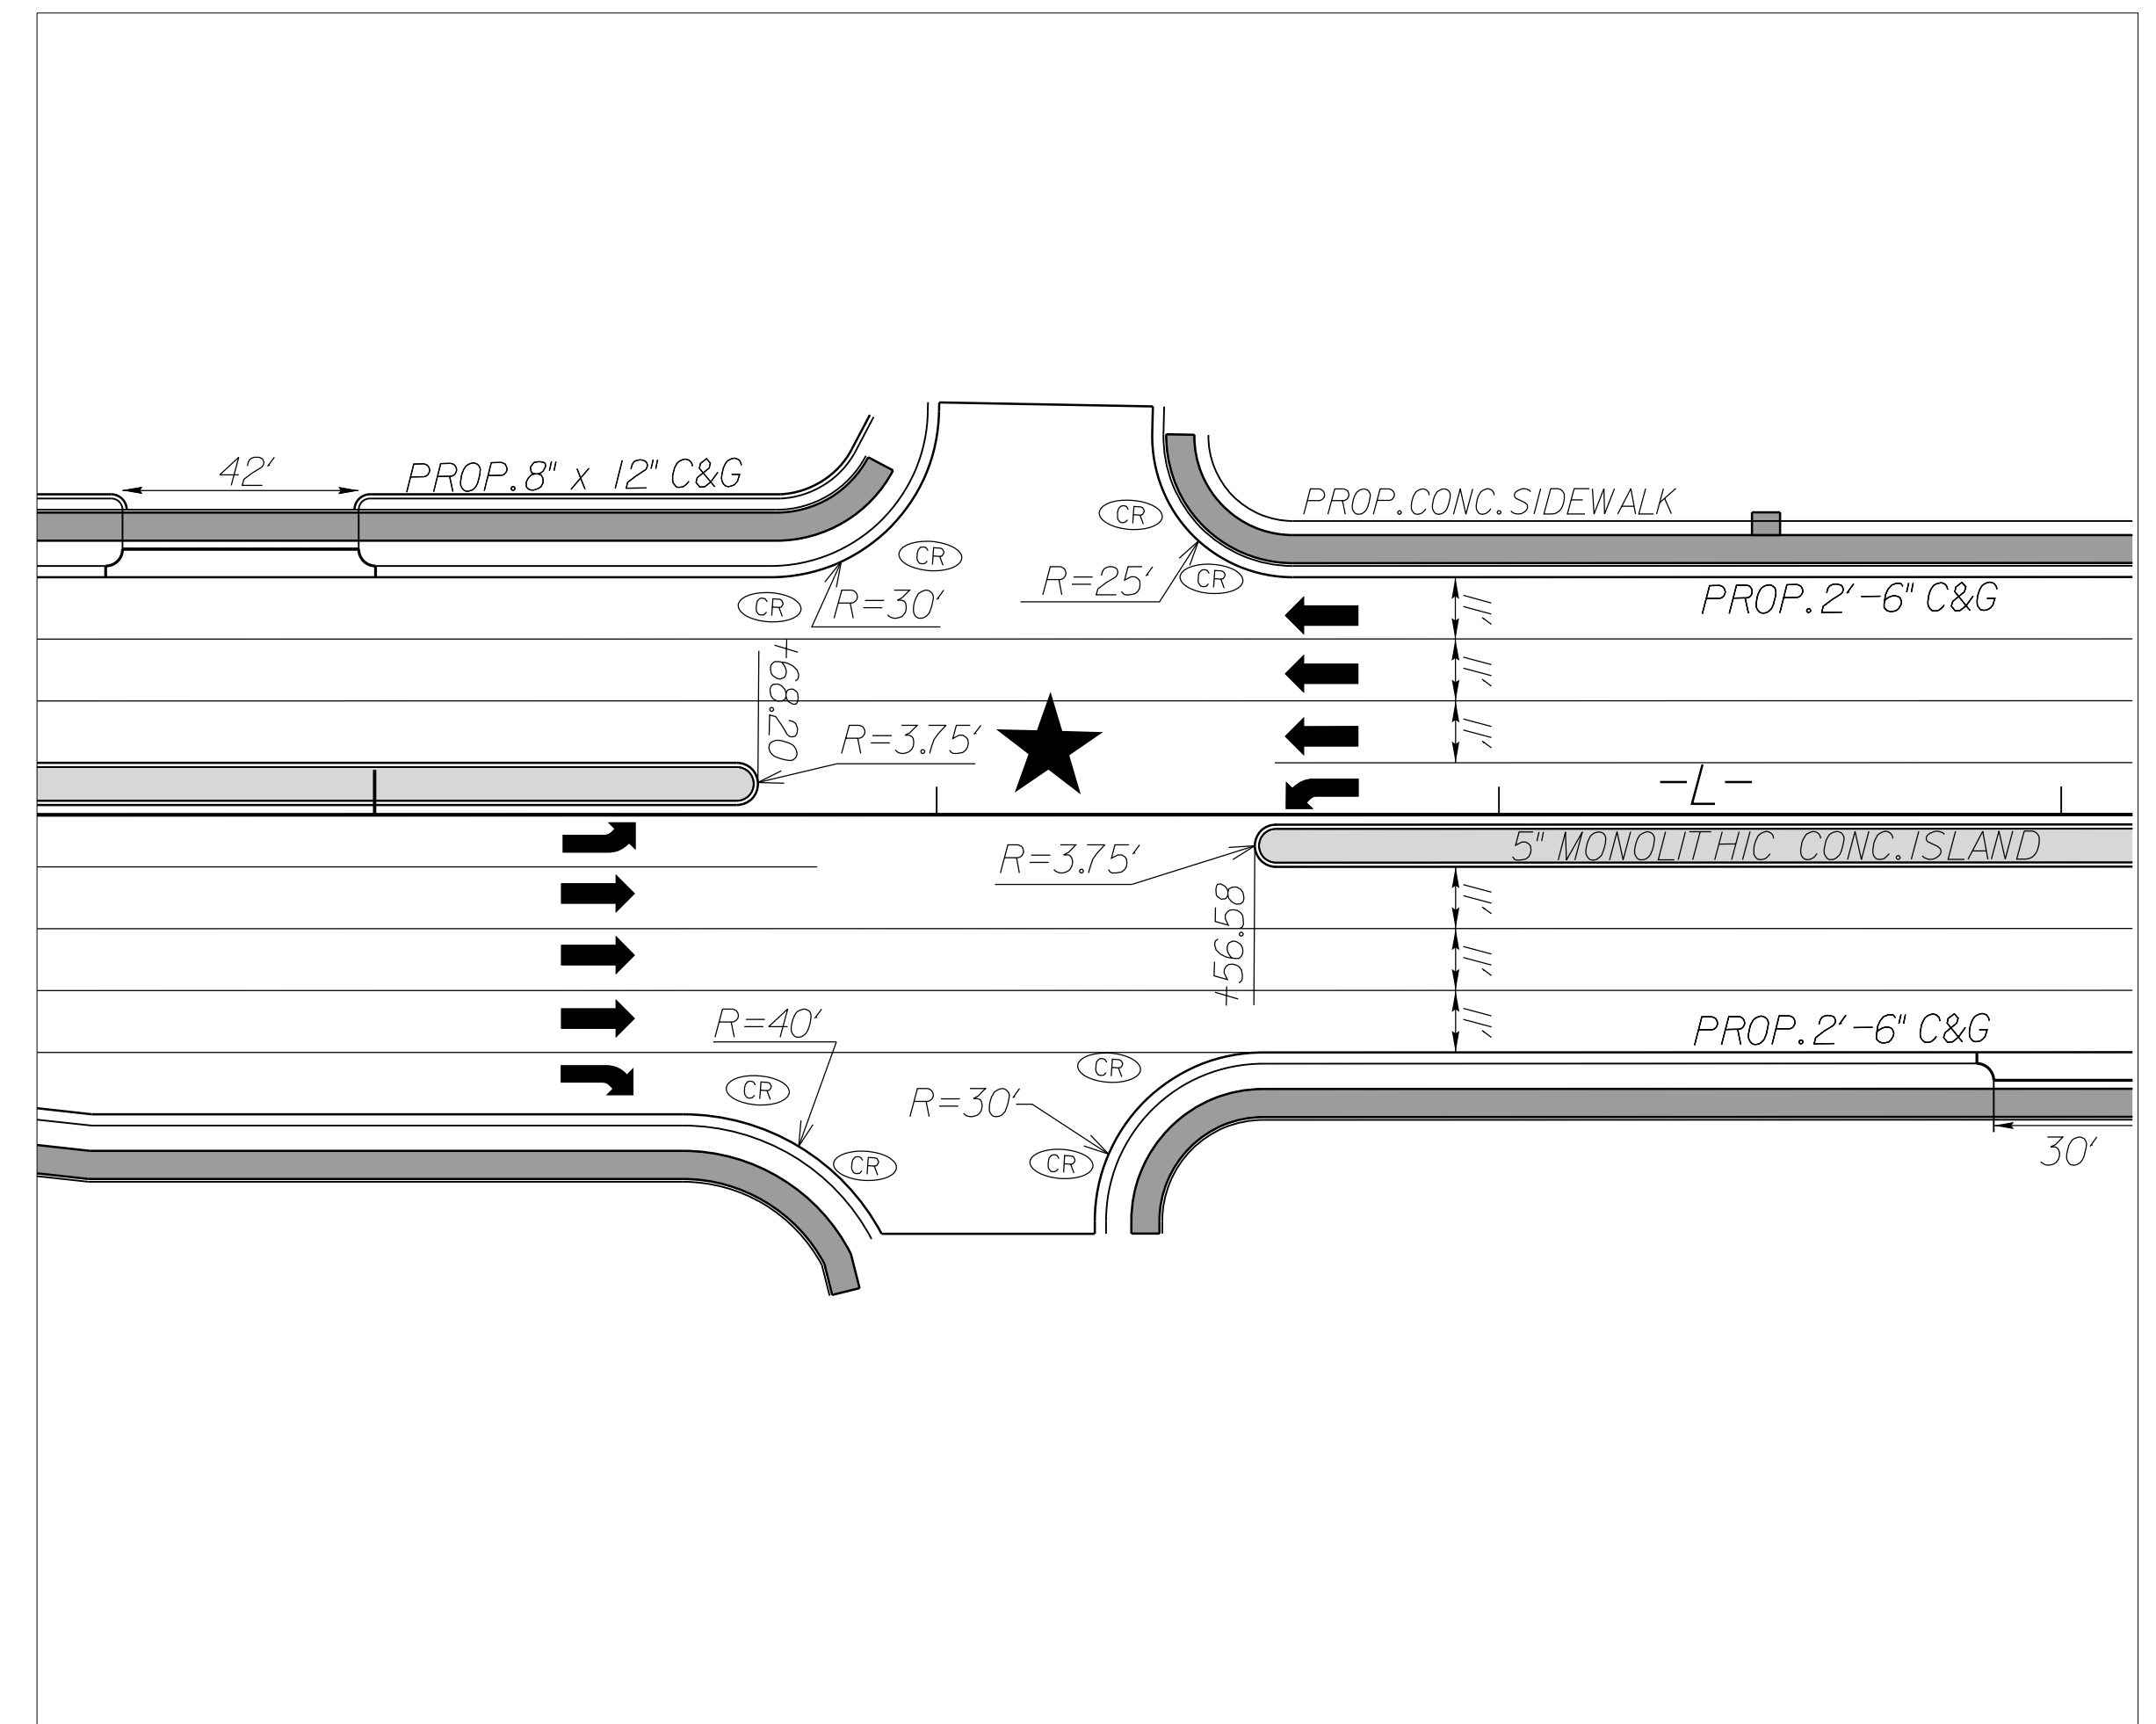 42'
PROP.8" x 12" C&G
PROP.CONC.SIDEWALK
CR
CR
CR
CR
R=25'
R=30'
11'
PROP.2'-6" C&G
+68.20
11'
R=3.75'
11'
-L-
R=3.75'
5" MONOLITHIC CONC.ISLAND
+56.58
11'
11'
R=40'
11'
PROP.2'-6" C&G
CR
CR
R=30'
CR
CR
30'